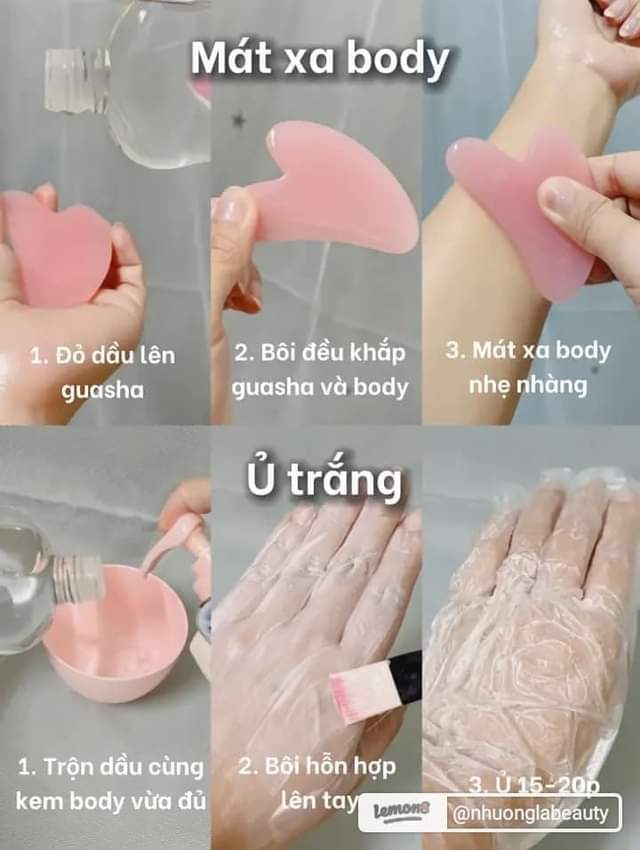 Mát xa body
1. Đỏ dầu lên
guasha
2. Bôi đều khắp
guasha và body
3. Mát xa body
nhẹ nhàng
Ủ trắng
1. Trộn dầu cùng
kem body vừa đủ
2. Bôi hỗn hợp
lên tay
3. Ủ 15-20p
lemon8
@nhuonglabeauty